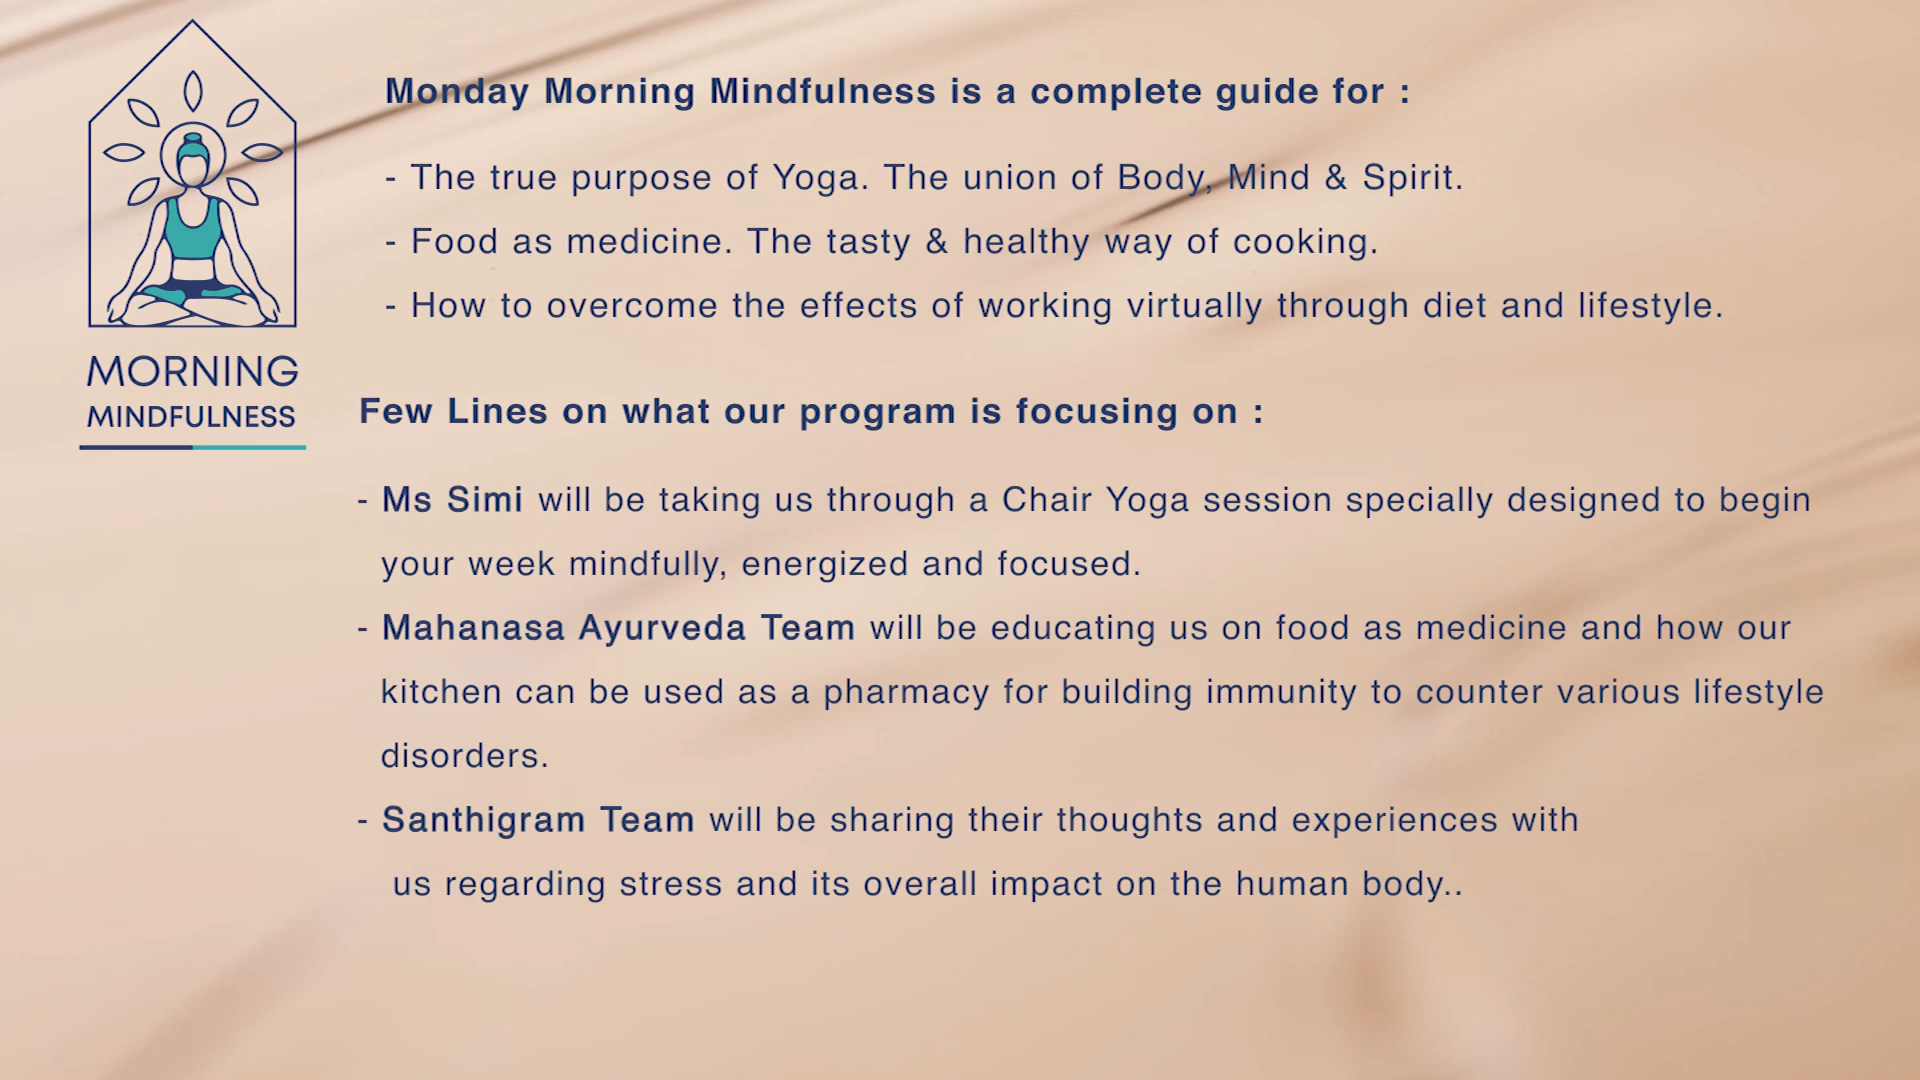 MORNING
MINDFULNESS
Monday Morning Mindfulness is a complete guide for :
- The true purpose of Yoga. The union of Body, Mind & Spirit.
- Food as medicine. The tasty & healthy way of cooking.
- How to overcome the effects of working virtually through diet and lifestyle.
Few Lines on what our program is focusing on :
- Ms Simi will be taking us through a Chair Yoga session specially designed to begin
your week mindfully, energized and focused.
- Mahanasa Ayurveda Team will be educating us on food as medicine and how our
kitchen can be used as a pharmacy for building immunity to counter various lifestyle
disorders.
- Santhigram Team will be sharing their thoughts and experiences with
us regarding stress and its overall impact on the human body..